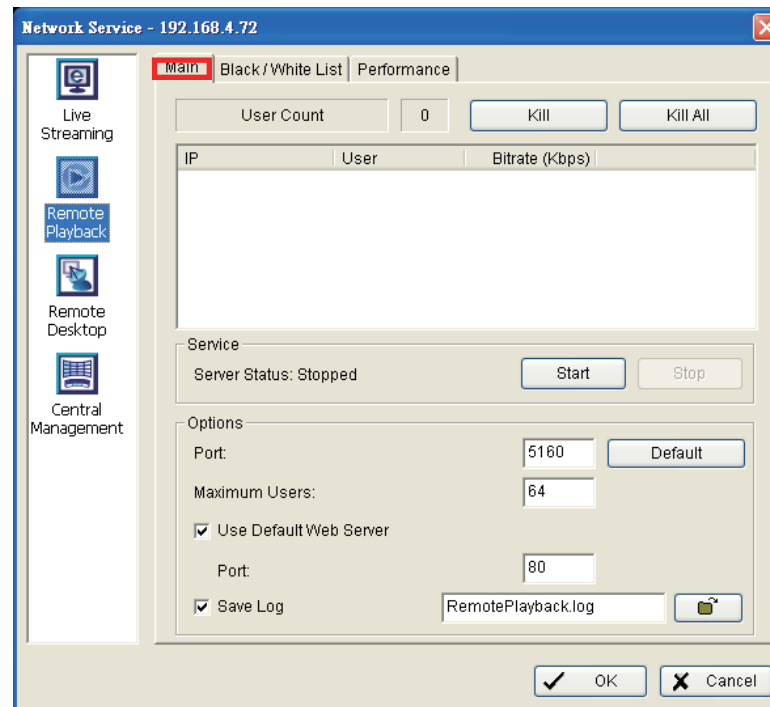 Network Service - 192.168.4.72
Live
Streaming
Remote
Playback
Remote
Desktop
Central
Management
Main
Black / White List
Performance
User Count
0
Kill
Kill All
IP
User
Bitrate (Kbps)
Service
Server Status: Stopped
Start
Stop
Options
Port:
5160
Default
Maximum Users:
64
Use Default Web Server
Port:
80
Save Log
RemotePlayback.log
OK
Cancel